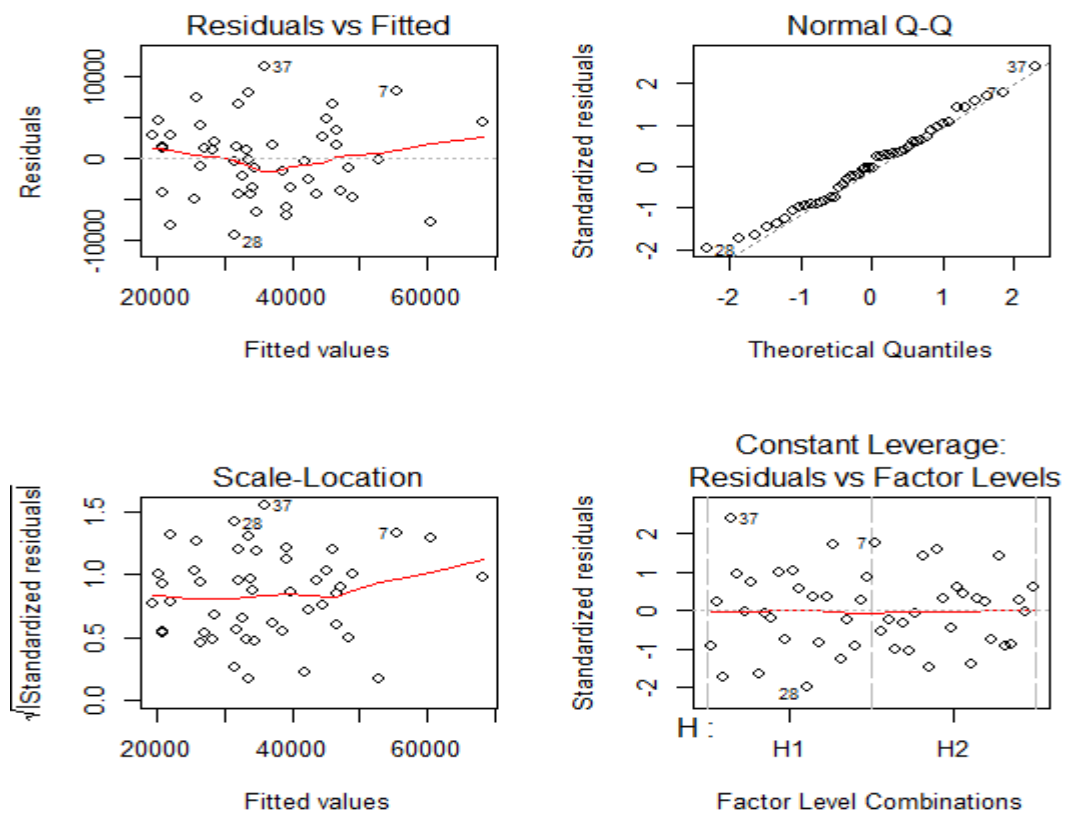 Residuals vs Fitted
Residuals
10000
0
-10000
37
7
28
20000 40000 60000
Fitted values
Normal Q-Q
Standardized residuals
2
1
0
-1
-2
37
7
28
-2 -1 0 1 2
Theoretical Quantiles
Scale-Location
√|Standardized residuals|
1.5
1.0
0.5
0.0
37
28
7
20000 40000 60000
Fitted values
Constant Leverage:
Residuals vs Factor Levels
Standardized residuals
2
1
0
-1
-2
37
7
28
H :
H1 H2
Factor Level Combinations